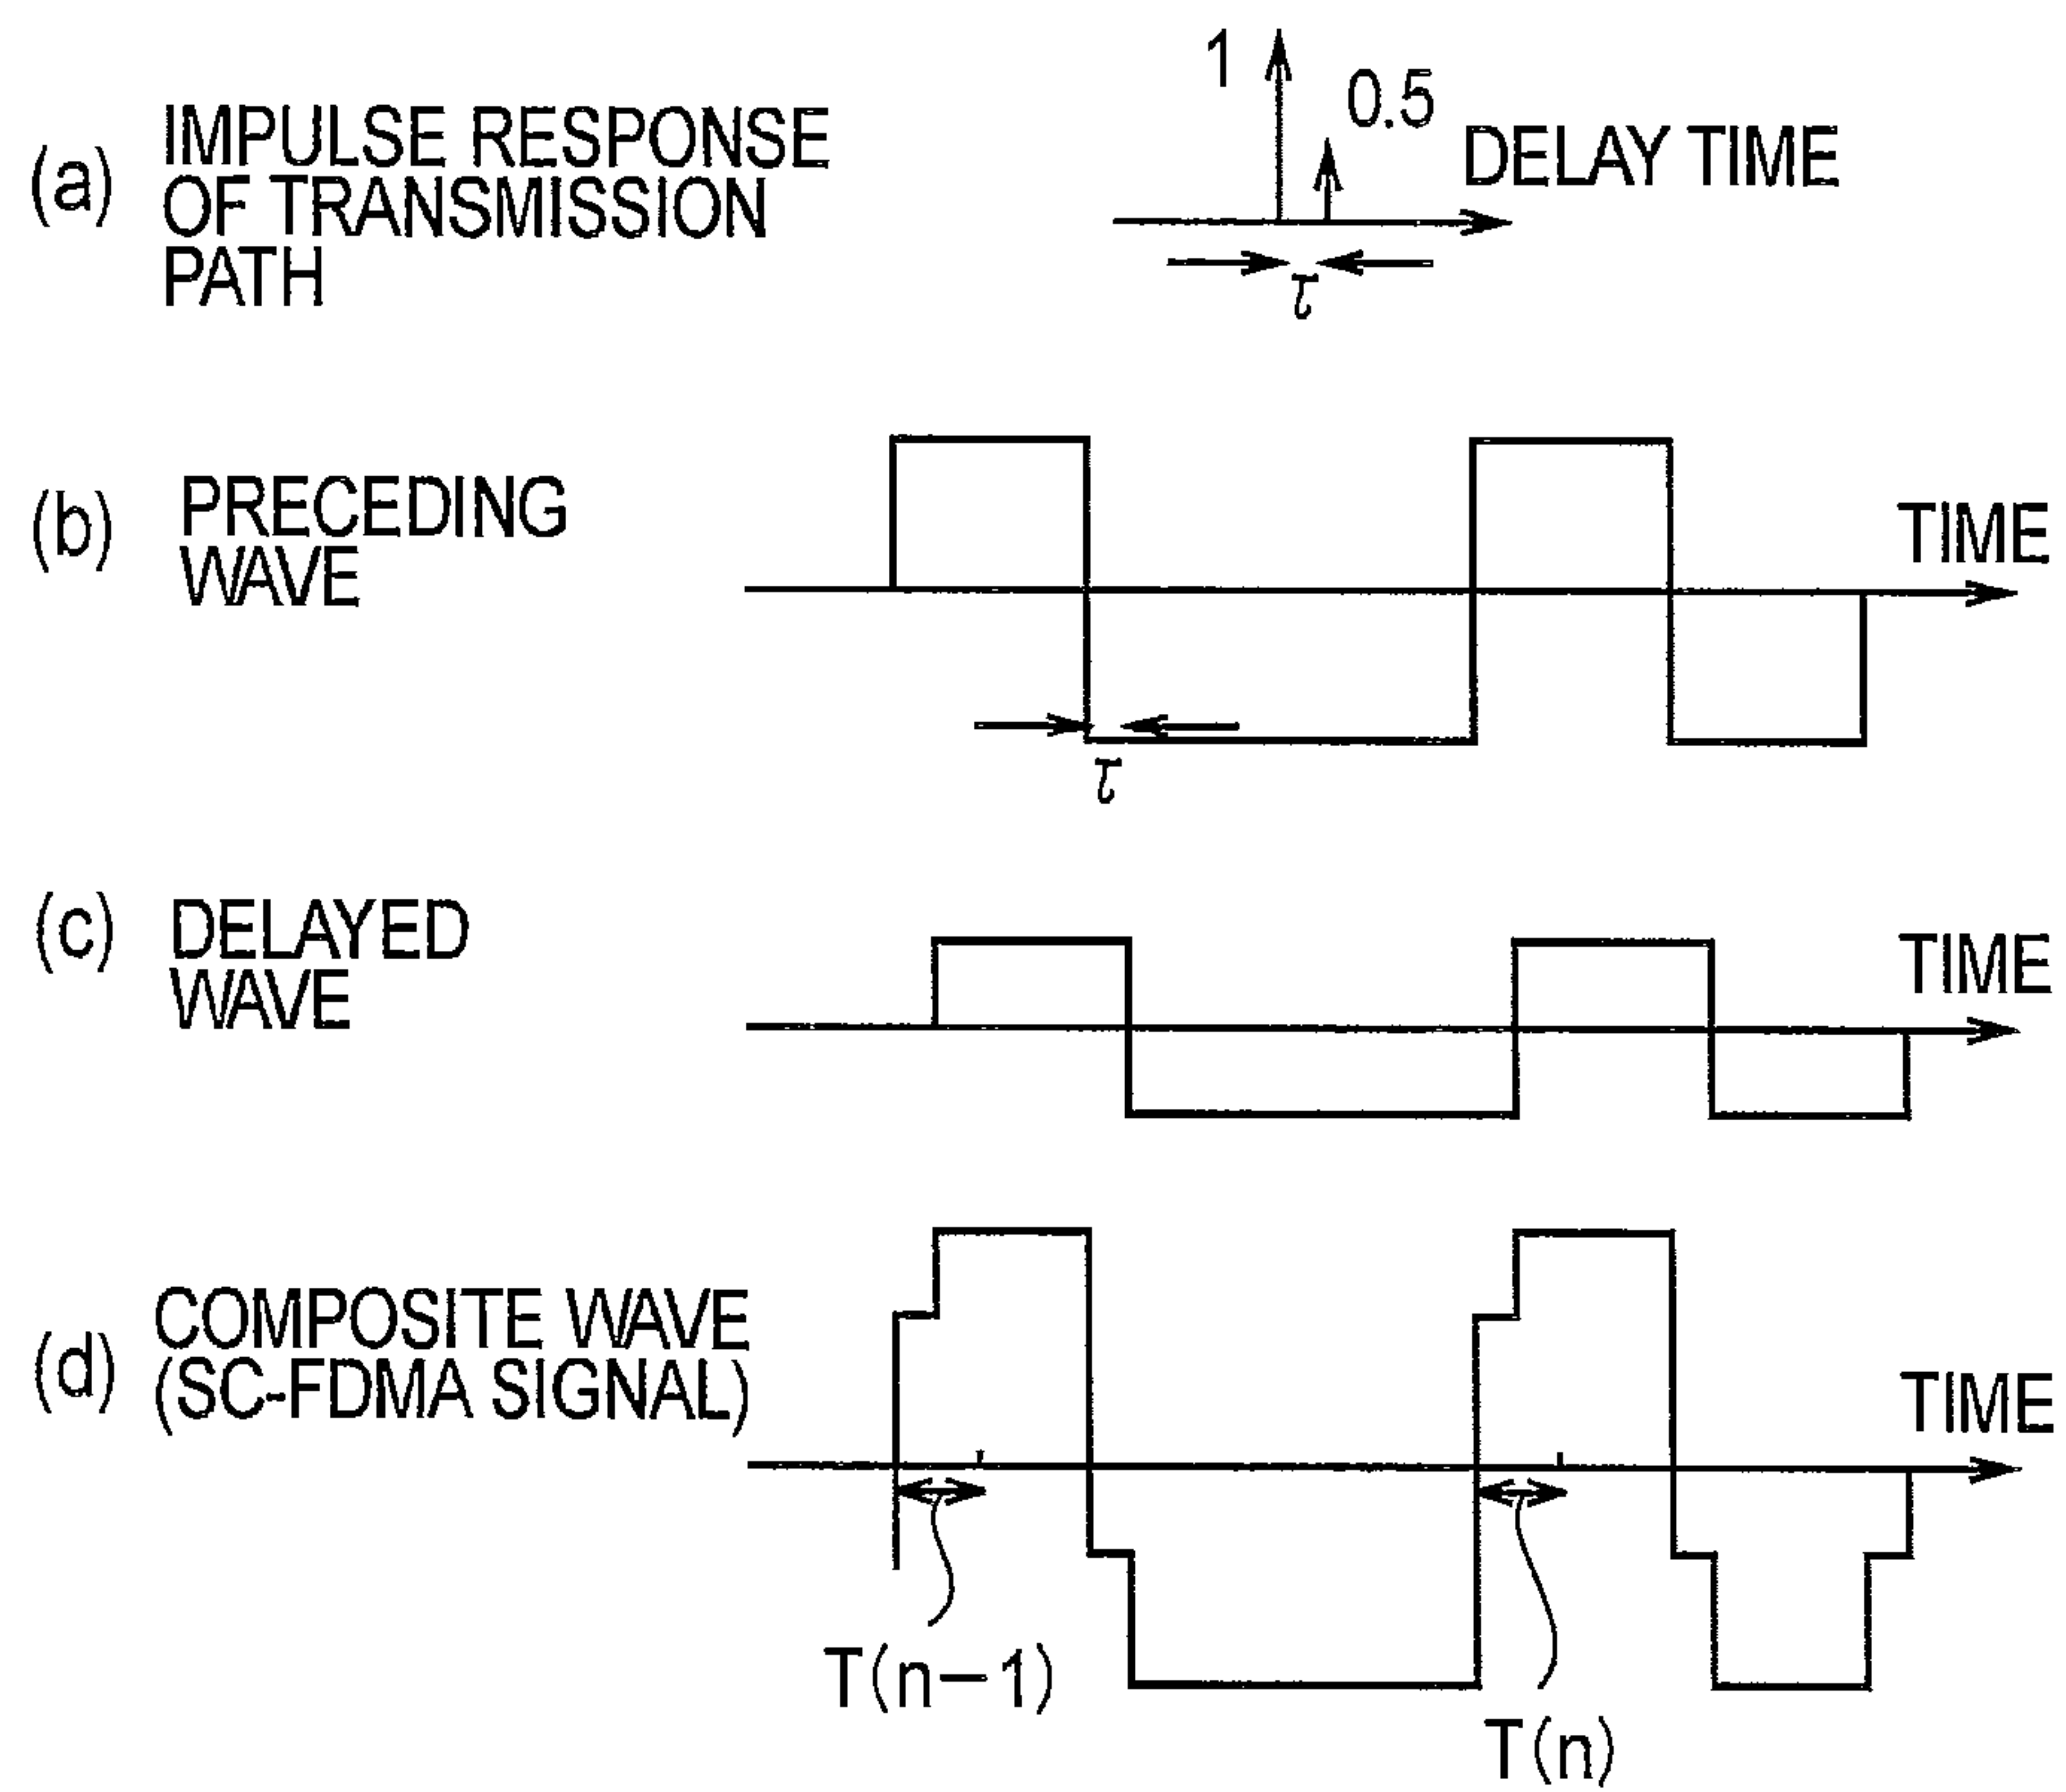 (a) IMPULSE RESPONSE
OF TRANSMISSION
PATH
1
0.5
DELAY TIME
τ
(b) PRECEDING
WAVE
TIME
τ
(c) DELAYED
WAVE
TIME
(d) COMPOSITE WAVE
(SC-FDMA SIGNAL)
TIME
T(n-1)
T(n)